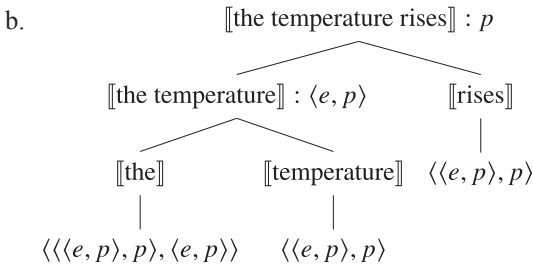 b. ⟦the temperature rises⟧ : p
⟦the temperature⟧ : ⟨e, p⟩ ⟦rises⟧
⟦the⟧ ⟦temperature⟧ ⟨⟨e, p⟩, p⟩
⟨⟨⟨e, p⟩, p⟩, ⟨e, p⟩⟩ ⟨⟨e, p⟩, p⟩